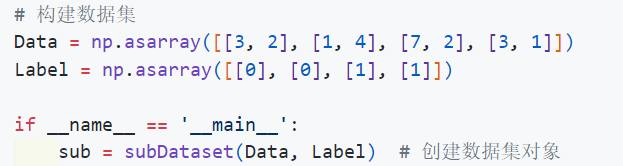 # 构建数据集
Data = np.asarray([[3, 2], [1, 4], [7, 2], [3, 1]])
Label = np.asarray([[0], [0], [1], [1]])
if __name__ == '__main__':
    sub = subDataset(Data, Label)  # 创建数据集对象